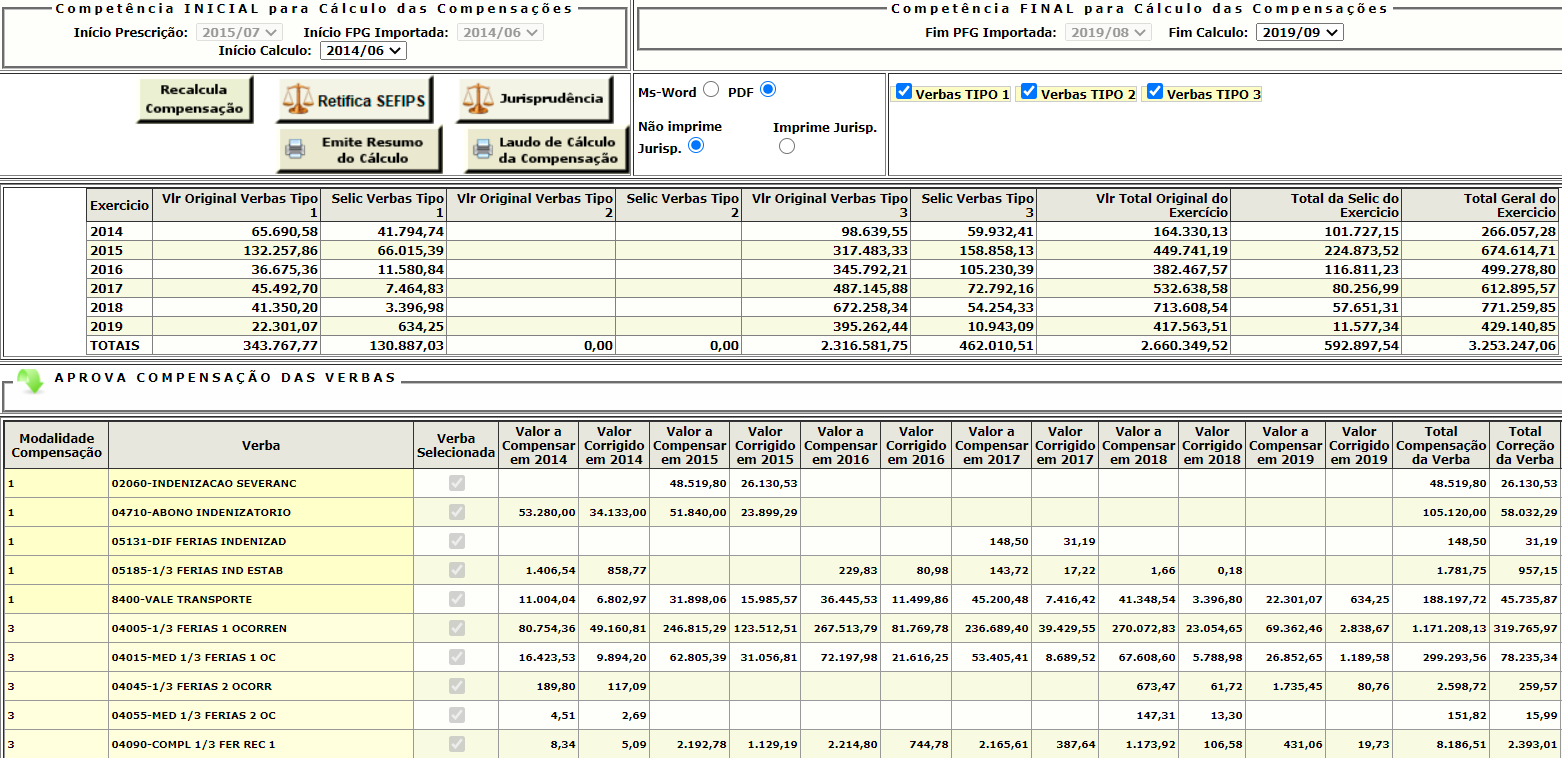 Competência INICIAL para Cálculo das Compensações
Início Prescrição: 2015/07 Início FPG Importada: 2014/06
Início Calculo: 2014/06
Competência FINAL para Cálculo das Compensações
Fim PFG Importada: 2019/08 Fim Calculo: 2019/09
Recalcula
Compensação
Retifica SEFIPS
Jurisprudência
Emite Resumo
do Cálculo
Laudo de Cálculo
da Compensação
Ms-Word PDF
Não imprime
Jurisp.
Imprime Jurisp.
Verbas TIPO 1 Verbas TIPO 2 Verbas TIPO 3
Exercicio Vlr Original Verbas Tipo 1 Selic Verbas Tipo 1 Vlr Original Verbas Tipo 2 Selic Verbas Tipo 2 Vlr Original Verbas Tipo 3 Selic Verbas Tipo 3 Vlr Total Original do Exercício Total da Selic do Exercicio Total Geral do Exercicio
2014 65.690,58 41.794,74 98.639,55 59.932,41 164.330,13 101.727,15 266.057,28
2015 132.257,86 66.015,39 317.483,33 158.858,13 449.741,19 224.873,52 674.614,71
2016 36.675,36 11.580,84 345.792,21 105.230,39 382.467,57 116.811,23 499.278,80
2017 45.492,70 7.464,83 487.145,88 72.792,16 532.638,58 80.256,99 612.895,57
2018 41.350,20 3.396,98 672.258,34 54.254,33 713.608,54 57.651,31 771.259,85
2019 22.301,07 634,25 395.262,44 10.943,09 417.563,51 11.577,34 429.140,85
TOTAIS 343.767,77 130.887,03 0,00 0,00 2.316.581,75 462.010,51 2.660.349,52 592.897,54 3.253.247,06
APROVA COMPENSAÇÃO DAS VERBAS
Modalidade Compensação Verba Verba Selecionada Valor a Compensar em 2014 Valor Corrigido em 2014 Valor a Compensar em 2015 Valor Corrigido em 2015 Valor a Compensar em 2016 Valor Corrigido em 2016 Valor a Compensar em 2017 Valor Corrigido em 2017 Valor a Compensar em 2018 Valor Corrigido em 2018 Valor a Compensar em 2019 Valor Corrigido em 2019 Total Compensação da Verba Total Correção da Verba
1 02060-INDENIZACAO SEVERANC 48.519,80 26.130,53 48.519,80 26.130,53
1 04710-ABONO INDENIZATORIO 53.280,00 34.133,00 51.840,00 23.899,29 105.120,00 58.032,29
1 05131-DIF FERIAS INDENIZAD 148,50 31,19 148,50 31,19
1 05185-1/3 FERIAS IND ESTAB 1.406,54 858,77 229,83 80,98 143,72 17,22 1,66 0,18 1.781,75 957,15
1 8400-VALE TRANSPORTE 11.004,04 6.802,97 31.898,06 15.985,57 36.445,53 11.499,86 45.200,48 7.416,42 41.348,54 3.396,80 22.301,07 634,25 188.197,72 45.735,87
3 04005-1/3 FERIAS 1 OCORREN 80.754,36 49.160,81 246.815,29 123.512,51 267.513,79 81.769,78 236.689,40 39.429,55 270.072,83 23.054,65 69.362,46 2.838,67 1.171.208,13 319.765,97
3 04015-MED 1/3 FERIAS 1 OC 16.423,53 9.894,20 62.805,39 31.056,81 72.197,98 21.616,25 53.405,41 8.689,52 67.608,60 5.788,98 26.852,65 1.189,58 299.293,56 78.235,34
3 04045-1/3 FERIAS 2 OCORR 189,80 117,09 673,47 61,72 1.735,45 80,76 2.598,72 259,57
3 04055-MED 1/3 FERIAS 2 OC 4,51 2,69 147,31 13,30 151,82 15,99
3 04090-COMPL 1/3 FER REC 1 8,34 5,09 2.192,78 1.129,19 2.214,80 744,78 2.165,61 387,64 1.173,92 106,58 431,06 19,73 8.186,51 2.393,01